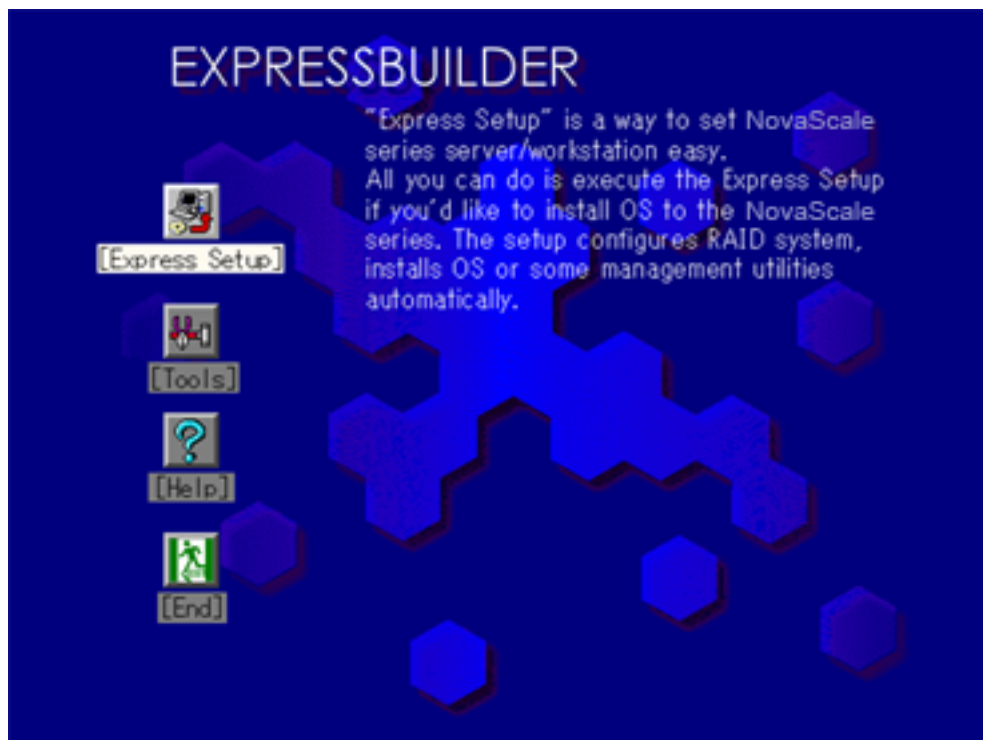 EXPRESSBUILDER
"Express Setup" is a way to set NovaScale
series server/workstation easy.
All you can do is execute the Express Setup
if you'd like to install OS to the NovaScale
series. The setup configures RAID system,
installs OS or some management utilities
automatically.
[Express Setup]
[Tools]
[Help]
[End]